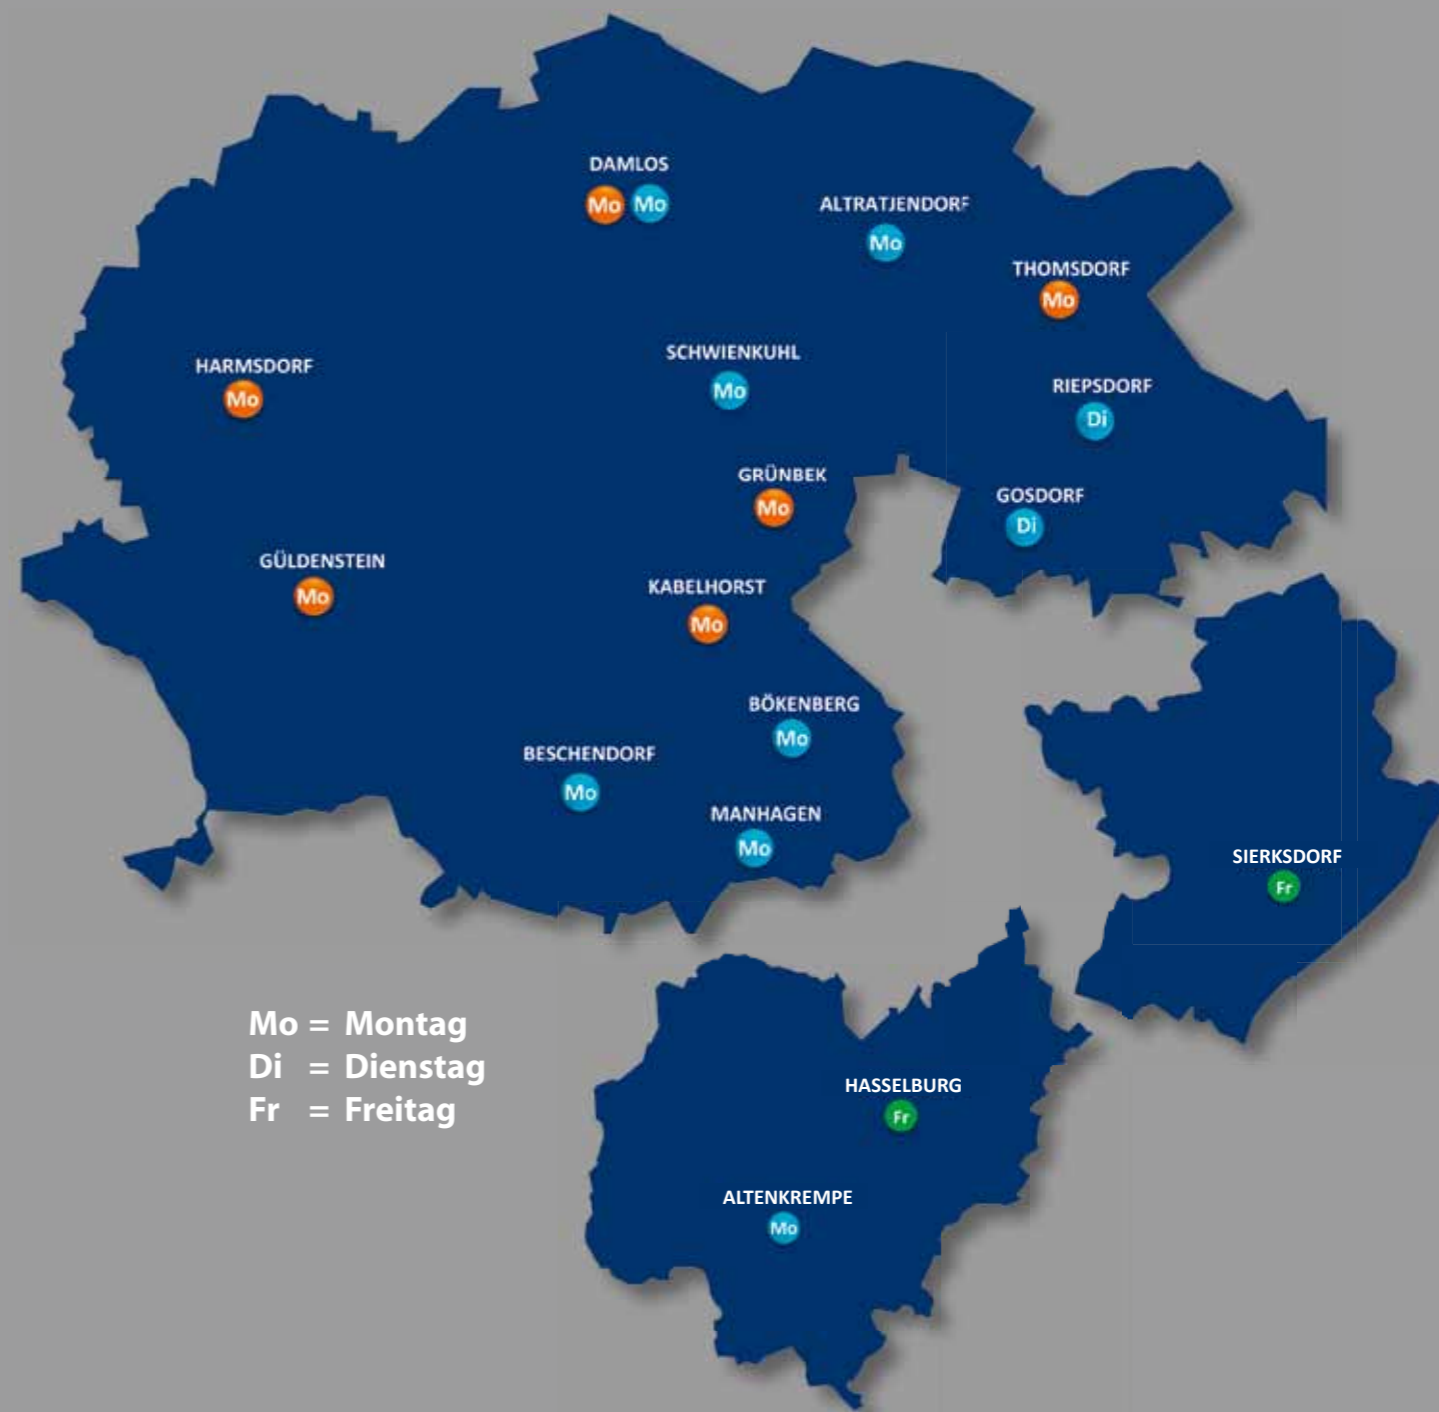 DAMLOS
Mo Mo
ALTRATJENDORF
Mo
THOMSDORF
Mo
SCHWIENKUHL
Mo
HARMSDORF
Mo
RIEPSDORF
Di
GRÜNBEK
Mo
GOSDORF
Di
GÜLDENSTEIN
Mo
KABELHORST
Mo
BÖKENBERG
Mo
BESCHENDORF
Mo
MANHAGEN
Mo
SIERKSDORF
Fr
Mo = Montag
Di = Dienstag
Fr = Freitag
HASSELBURG
Fr
ALTENKREMPE
Mo